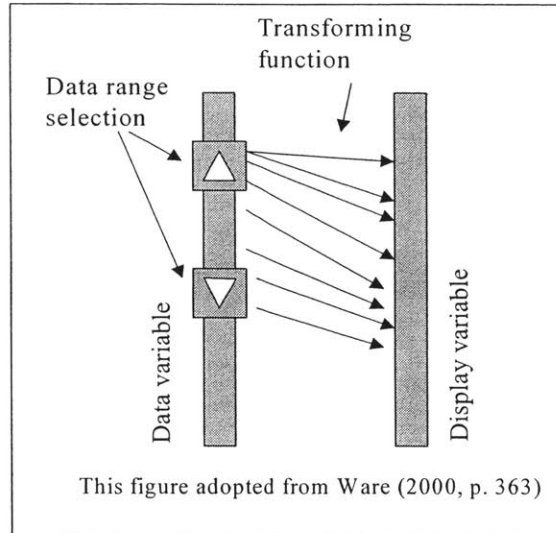 Transforming
function
Data range
selection
Data variable
Display variable
This figure adopted from Ware (2000, p. 363)